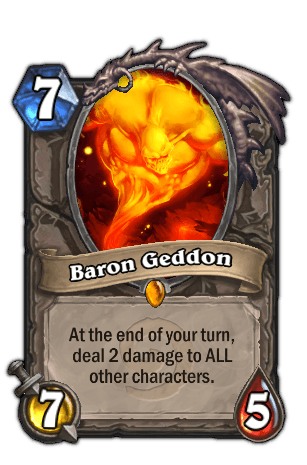 7
Baron Geddon
At the end of your turn,
deal 2 damage to ALL
other characters.
7
5